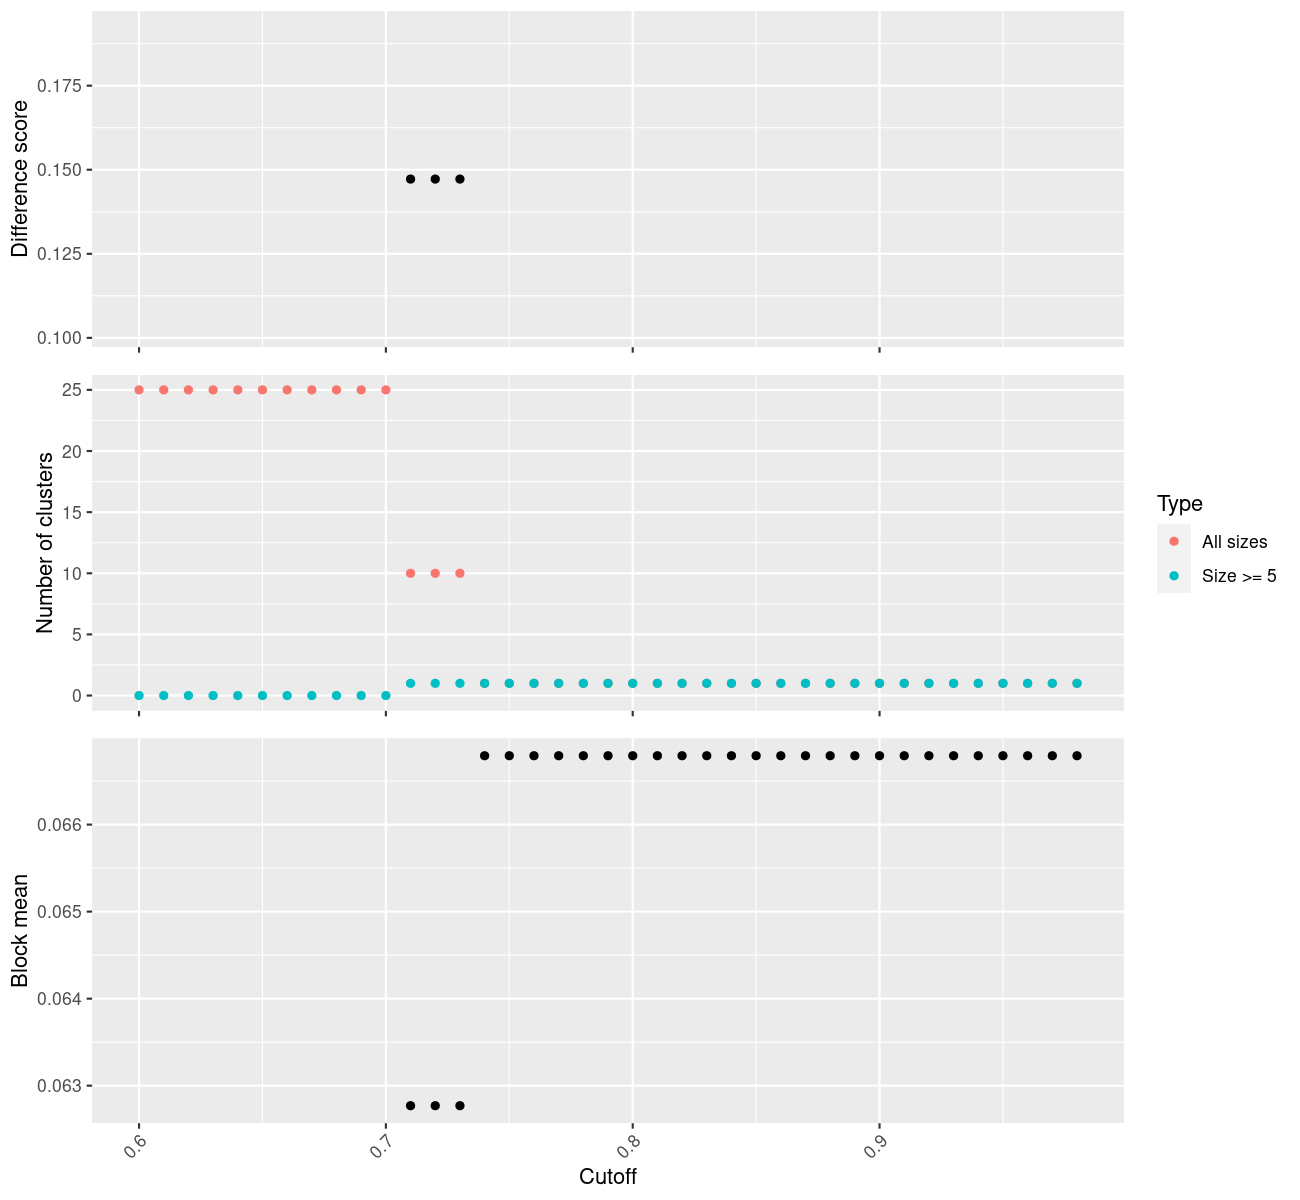 Difference score
0.175
0.150
0.125
0.100
Number of clusters
25
20
15
10
5
0
Type
All sizes
Size >= 5
Block mean
0.066
0.065
0.064
0.063
0.6
0.7
0.8
0.9
Cutoff